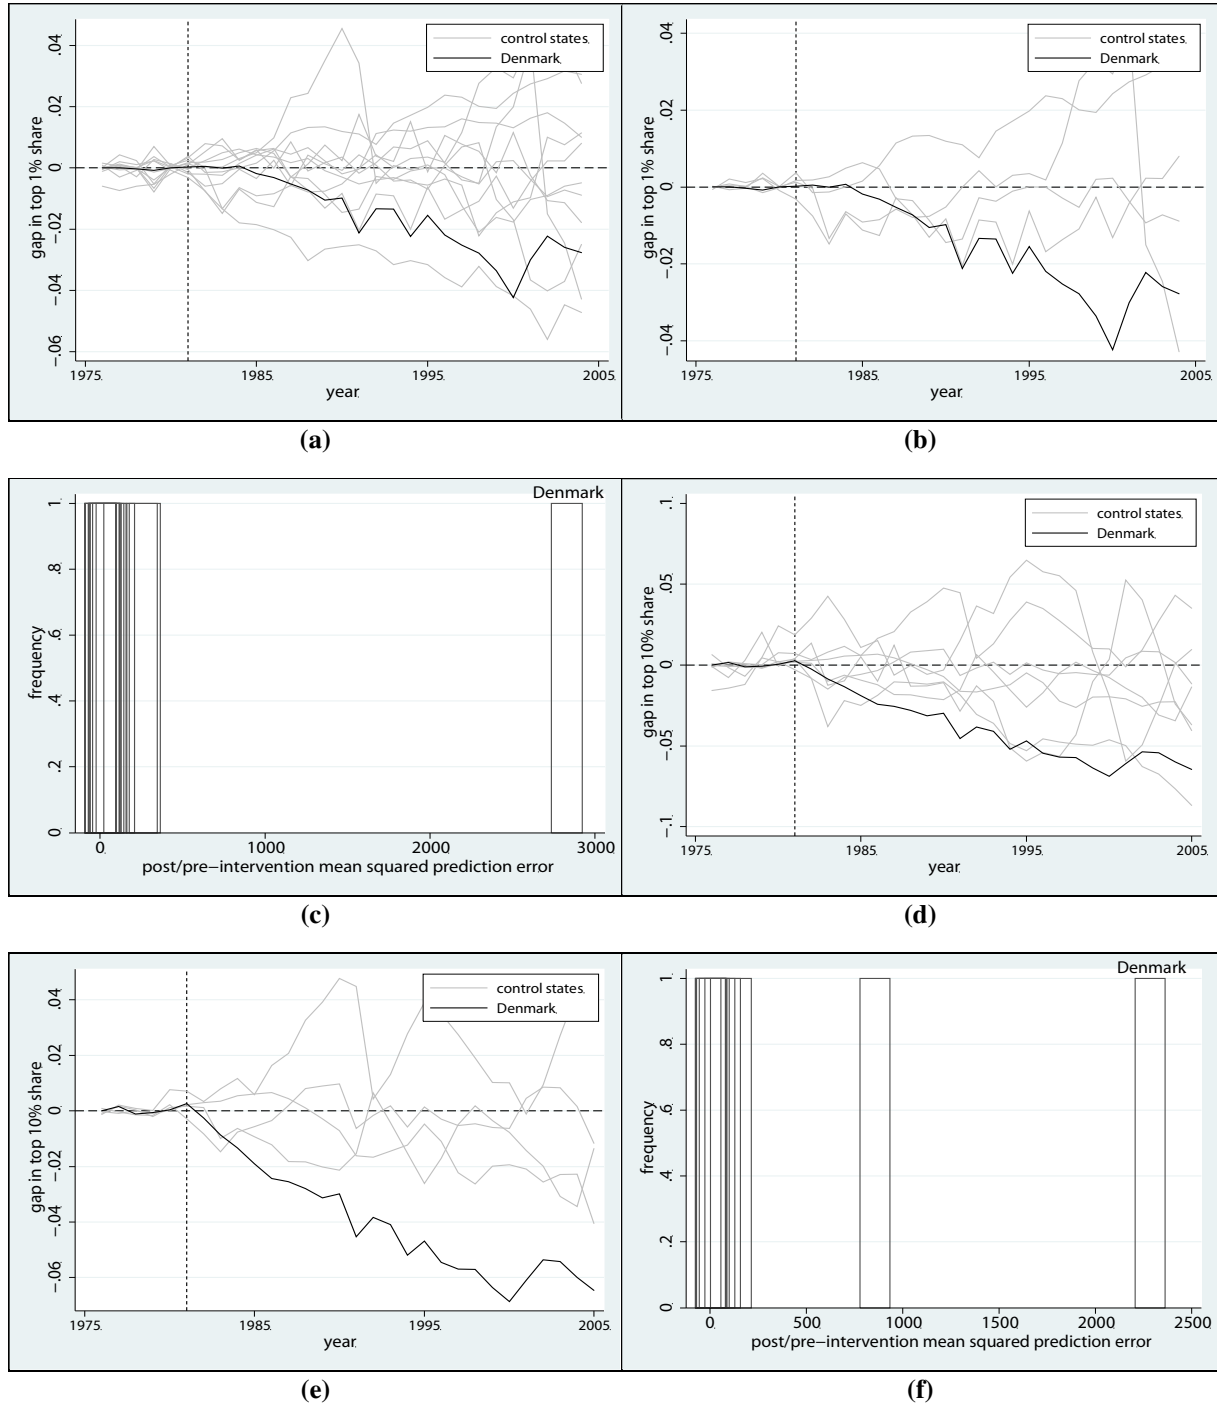 gap in top 1% share
−.06 −.04 −.02 0 .02 .04
control states.
Denmark.
1975. 1985. 1995. 2005.
year.
(a)
gap in top 1% share
−.04 −.02 0 .02 .04
control states.
Denmark.
1975. 1985. 1995. 2005.
year.
(b)
Denmark
frequency
0. .2 .4 .6 .8 1.
0. 1000 2000 3000.
post/pre−intervention mean squared prediction error
(c)
gap in top 10% share
−.1 −.05 0 .05 .1
control states.
Denmark.
1975. 1985. 1995. 2005.
year.
(d)
gap in top 10% share
−.06 −.04 −.02 0 .02 .04
control states.
Denmark.
1975. 1985. 1995. 2005.
year
(e)
Denmark
frequency
0. .2 .4 .6 .8 1.
0. 500. 1000. 1500. 2000. 2500.
post/pre−intervention mean squared prediction error
(f)